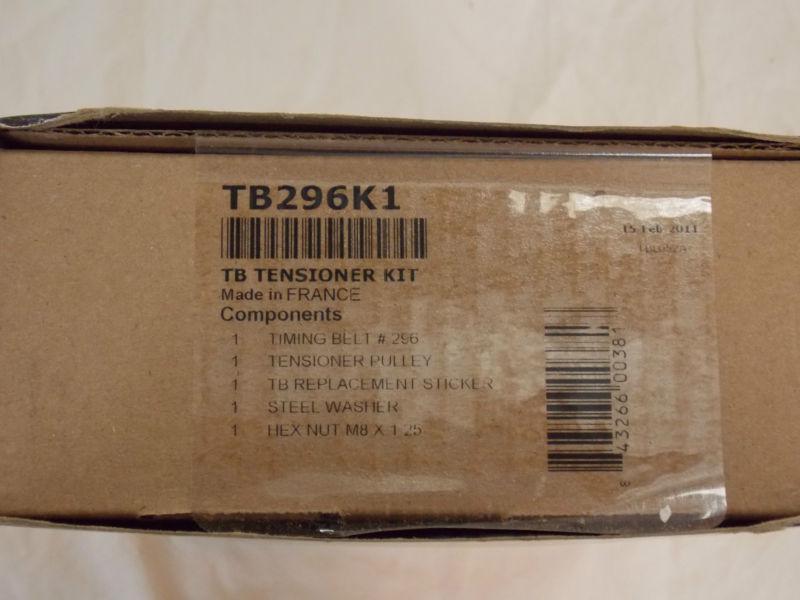 TB296K1
15 Feb 2011
TB TENSIONER KIT
Made in FRANCE
Components
1 TIMING BELT # 296
1 TENSIONER PULLEY
1 TB REPLACEMENT STICKER
1 STEEL WASHER
1 HEX NUT M8 X 1.25
8 43266 00381